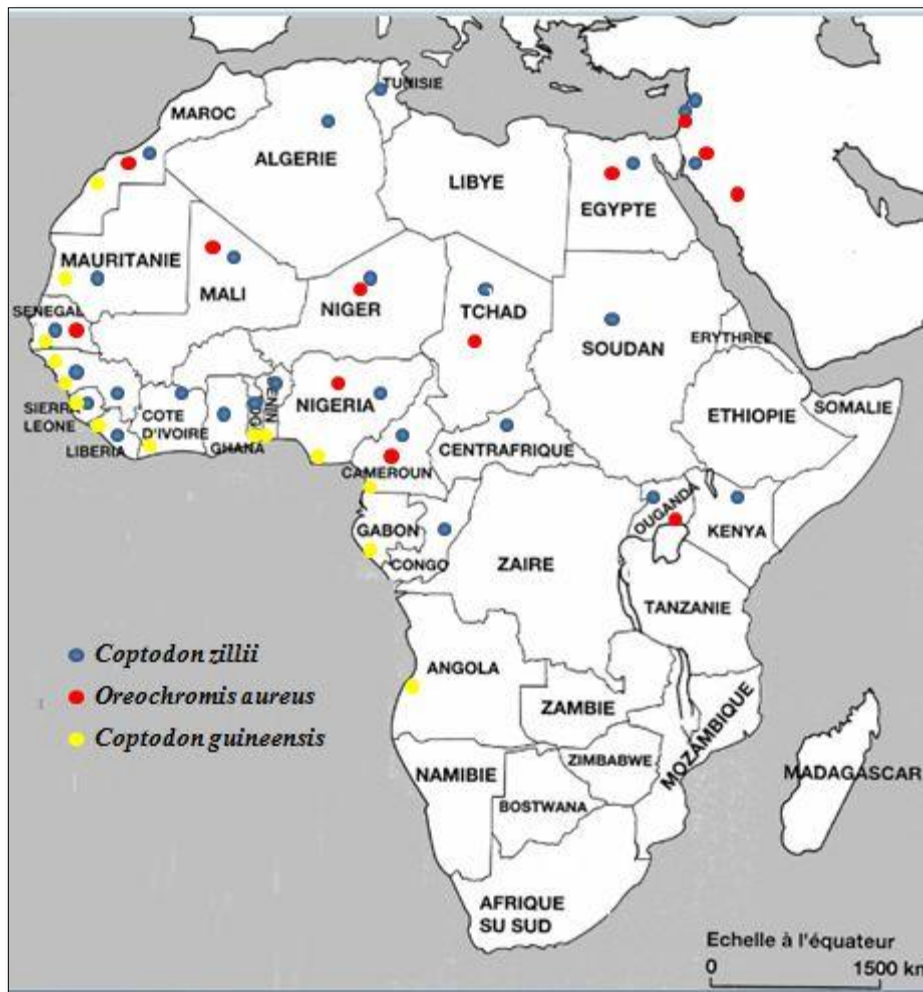 TUNISIE
MAROC
ALGERIE
LIBYE
EGYPTE
MAURITANIE
MALI
NIGER
TCHAD
SOUDAN
ERYTHREE
SENEGAL
NIGERIA
ETHIOPIE
SOMALIE
SIERRA
LEONE
COTE
D'IVOIRE
LIBERIA
GHANA
CENTRAFRIQUE
CAMEROUN
OUGANDA
KENYA
GABON
CONGO
ZAIRE
TANZANIE
Coptodon zillii
Oreochromis aureus
Coptodon guineensis
ANGOLA
ZAMBIE
MOZAMBIQUE
ZIMBABWE
NAMIBIE
BOSTWANA
MADAGASCAR
AFRIQUE
SU SUD
Echelle à l'équateur
0 1500 km